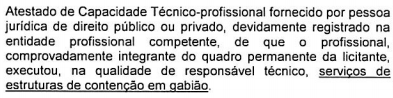 Atestado de Capacidade Técnico-profissional fornecido por pessoa
jurídica de direito público ou privado, devidamente registrado na
entidade profissional competente, de que o profissional,
comprovadamente integrante do quadro permanente da licitante,
executou, na qualidade de responsável técnico, serviços de
estruturas de contenção em gabião.